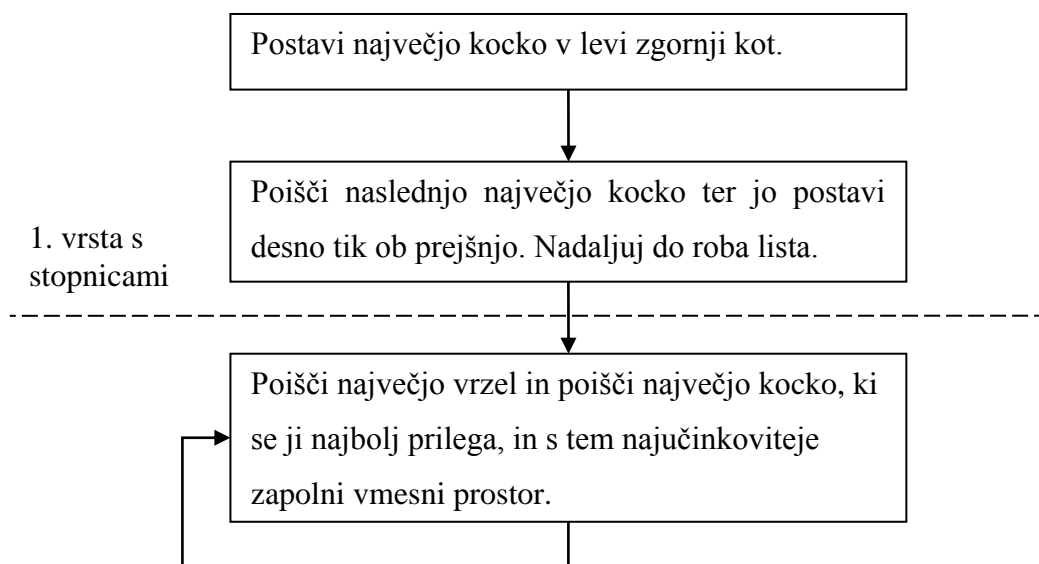 Postavi največjo kocko v levi zgornji kot.
Poišči naslednjo največjo kocko ter jo postavi
desno tik ob prejšnjo. Nadaljuj do roba lista.
1. vrsta s
stopnicami
Poišči največjo vrzel in poišči največjo kocko, ki
se ji najbolj prilega, in s tem najučinkoviteje
zapolni vmesni prostor.